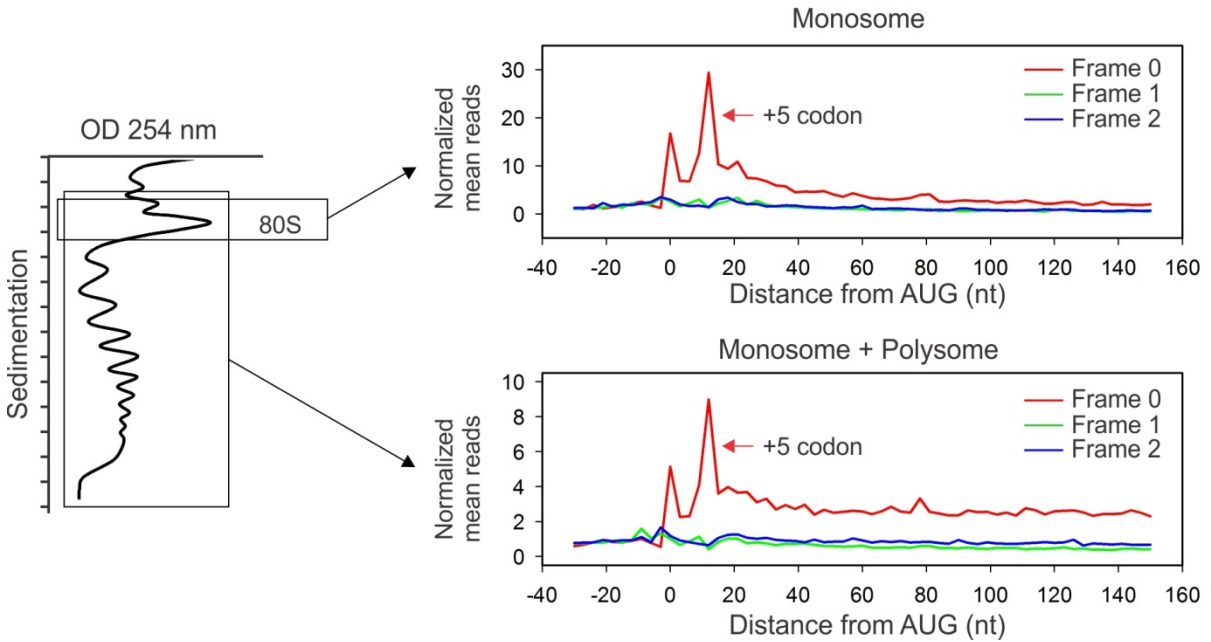 OD 254 nm
Sedimentation
80S
Monosome
Normalized
mean reads
30
20
10
0
+5 codon
Frame 0
Frame 1
Frame 2
-40 -20 0 20 40 60 80 100 120 140 160
Distance from AUG (nt)
Monosome + Polysome
Normalized
mean reads
10
8
6
4
2
0
+5 codon
Frame 0
Frame 1
Frame 2
-40 -20 0 20 40 60 80 100 120 140 160
Distance from AUG (nt)